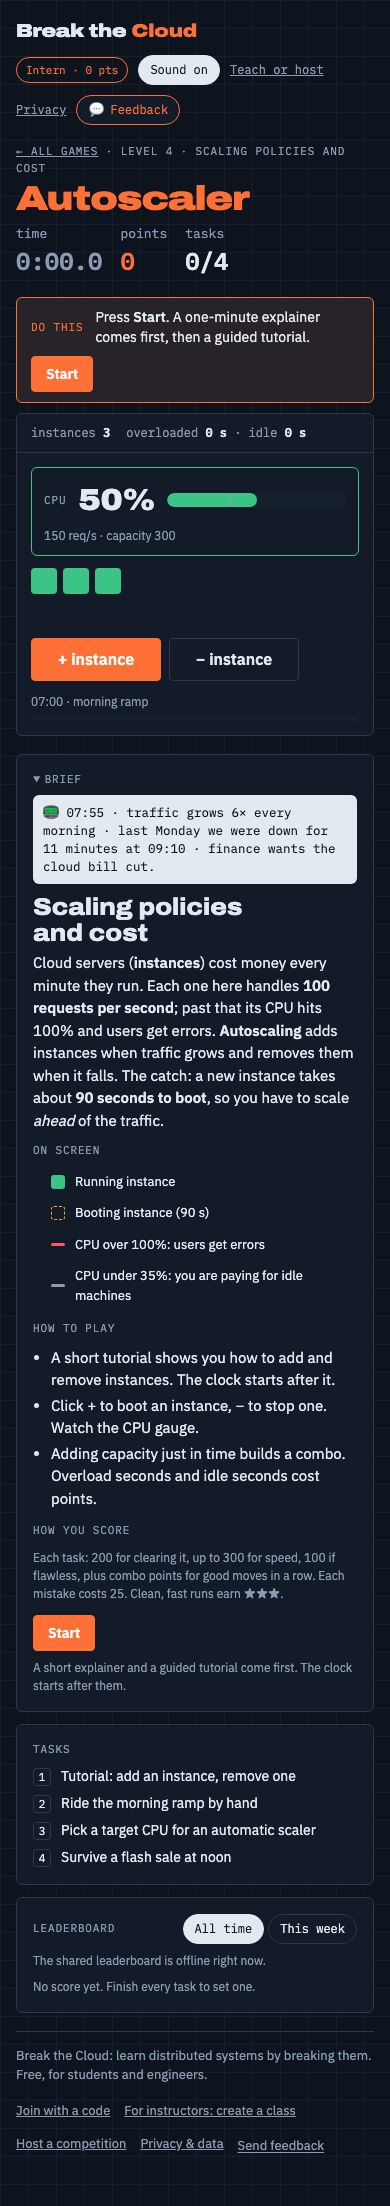 Break the Cloud
Intern · 0 pts
Sound on
Teach or host
Privacy
💬 Feedback
← ALL GAMES · LEVEL 4 · SCALING POLICIES AND
COST
Autoscaler
time points tasks
0:00.0 0 0/4
DO THIS
Press Start. A one-minute explainer
comes first, then a guided tutorial.
Start
instances 3 overloaded 0 s · idle 0 s
CPU 50%
150 req/s · capacity 300
+ instance
− instance
07:00 · morning ramp
▼ BRIEF
📟 07:55 · traffic grows 6× every
morning · last Monday we were down for
11 minutes at 09:10 · finance wants the
cloud bill cut.
Scaling policies
and cost
Cloud servers (instances) cost money every
minute they run. Each one here handles 100
requests per second; past that its CPU hits
100% and users get errors. Autoscaling adds
instances when traffic grows and removes them
when it falls. The catch: a new instance takes
about 90 seconds to boot, so you have to scale
ahead of the traffic.
ON SCREEN
Running instance
Booting instance (90 s)
CPU over 100%: users get errors
CPU under 35%: you are paying for idle
machines
HOW TO PLAY
• A short tutorial shows you how to add and
remove instances. The clock starts after it.
• Click + to boot an instance, − to stop one.
Watch the CPU gauge.
• Adding capacity just in time builds a combo.
Overload seconds and idle seconds cost
points.
HOW YOU SCORE
Each task: 200 for clearing it, up to 300 for speed, 100 if
flawless, plus combo points for good moves in a row. Each
mistake costs 25. Clean, fast runs earn ★★★.
Start
A short explainer and a guided tutorial come first. The clock
starts after them.
TASKS
1 Tutorial: add an instance, remove one
2 Ride the morning ramp by hand
3 Pick a target CPU for an automatic scaler
4 Survive a flash sale at noon
LEADERBOARD
All time
This week
The shared leaderboard is offline right now.
No score yet. Finish every task to set one.
Break the Cloud: learn distributed systems by breaking them.
Free, for students and engineers.
Join with a code For instructors: create a class
Host a competition Privacy & data Send feedback